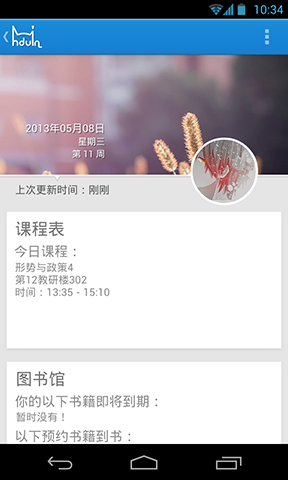 10:34
hduin
2013年05月08日
星期三
第 11 周
上次更新时间：刚刚
课程表
今日课程：
形势与政策4
第12教研楼302
时间：13:35 - 15:10
图书馆
你的以下书籍即将到期：
暂时没有！
以下预约书籍到书：